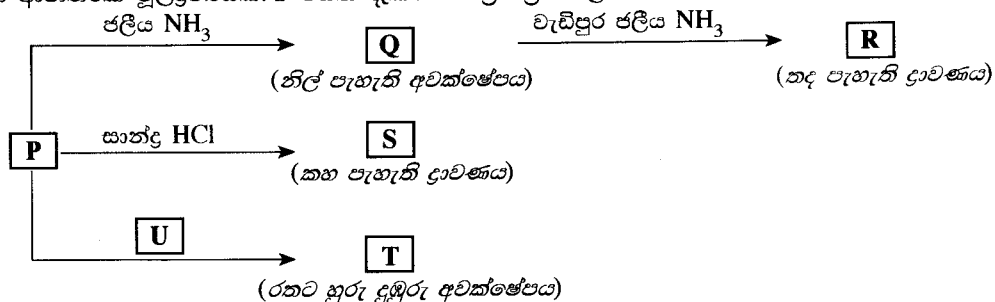 ජලීය NH₃
වැඩිපුර ජලීය NH₃
Q
R
(නිල් පැහැති අවක්ෂේපය)
(තද පැහැති ද්‍රාවණය)
P
සාන්ද්‍ර HCl
S
(කහ පැහැති ද්‍රාවණය)
U
T
(රතට හුරු දුඹුරු අවක්ෂේපය)